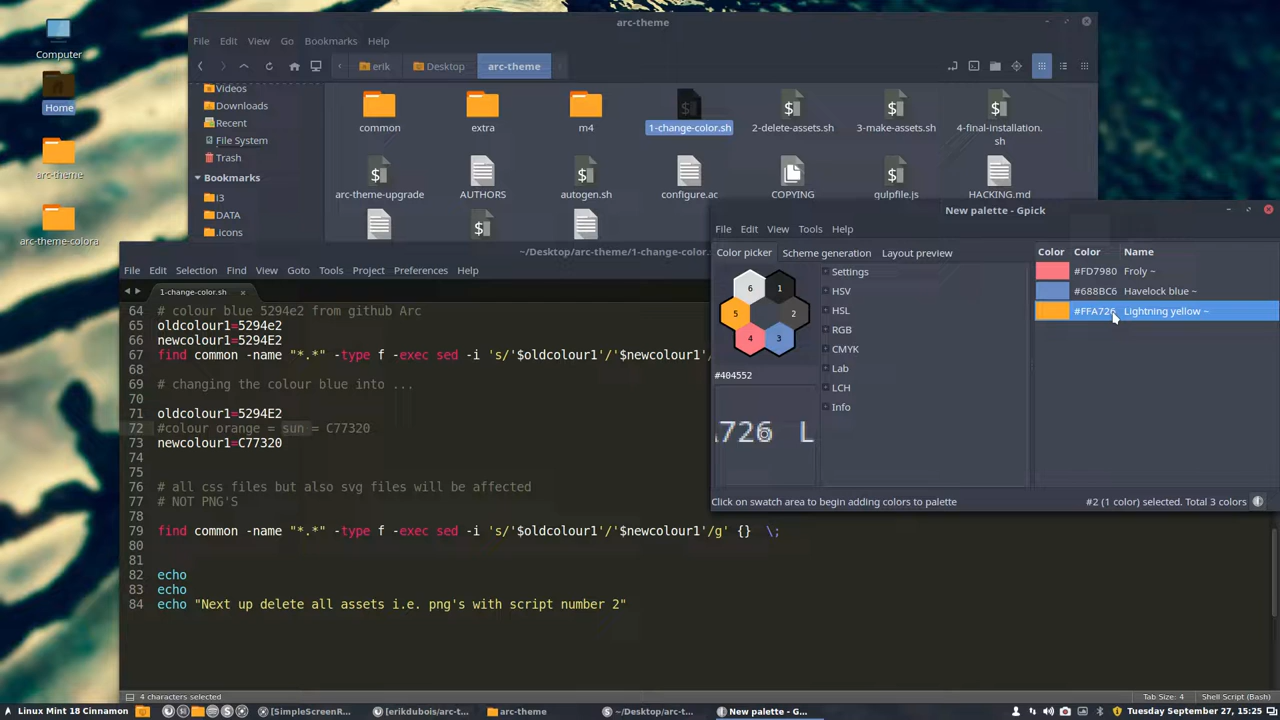 Computer
Home
arc-theme
arc-theme-colora
arc-theme
File Edit View Go Bookmarks Help
erik Desktop arc-theme
Videos
Downloads
Recent
File System
Trash
Bookmarks
I3
DATA
.icons
common extra m4 1-change-color.sh 2-delete-assets.sh 3-make-assets.sh 4-final-installation.
sh
arc-theme-upgrade AUTHORS autogen.sh configure.ac COPYING gulpfile.js HACKING.md
~/Desktop/arc-theme/1-change-color.
File Edit Selection Find View Goto Tools Project Preferences Help
1-change-color.sh
64 # colour blue 5294e2 from github Arc
65 oldcolour1=5294e2
66 newcolour1=5294E2
67 find common -name "*.*" -type f -exec sed -i 's/'$oldcolour1'/'$newcolour1'/
68
69 # changing the colour blue into ...
70
71 oldcolour1=5294E2
72 #colour orange = sun = C77320
73 newcolour1=C77320
74
75
76 # all css files but also svg files will be affected
77 # NOT PNG'S
78
79 find common -name "*.*" -type f -exec sed -i 's/'$oldcolour1'/'$newcolour1'/g' {} \;
80
81
82 echo
83 echo
84 echo "Next up delete all assets i.e. png's with script number 2"
4 characters selected
Tab Size: 4 Shell Script (Bash)
New palette - Gpick
File Edit View Tools Help
Color picker Scheme generation Layout preview
6 1
5 2
4 3
#404552
A726 L
Settings
HSV
HSL
RGB
CMYK
Lab
LCH
Info
Color Color Name
#FD7980 Froly ~
#688BC6 Havelock blue ~
#FFA726 Lightning yellow ~
Click on swatch area to begin adding colors to palette
#2 (1 color) selected. Total 3 colors
Linux Mint 18 Cinnamon [SimpleScreenR... [erikdubois/arc-t... arc-theme ~/Desktop/arc-t... New palette - G... Tuesday September 27, 15:25